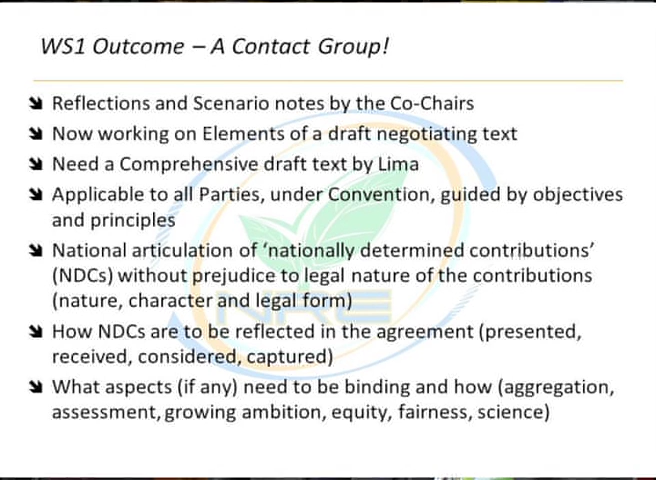 WS1 Outcome – A Contact Group!
Reflections and Scenario notes by the Co-Chairs
Now working on Elements of a draft negotiating text
Need a Comprehensive draft text by Lima
Applicable to all Parties, under Convention, guided by objectives
and principles
National articulation of ‘nationally determined contributions’
(NDCs) without prejudice to legal nature of the contributions
(nature, character and legal form)
NRE
How NDCs are to be reflected in the agreement (presented,
received, considered, captured)
What aspects (if any) need to be binding and how (aggregation,
assessment, growing ambition, equity, fairness, science)